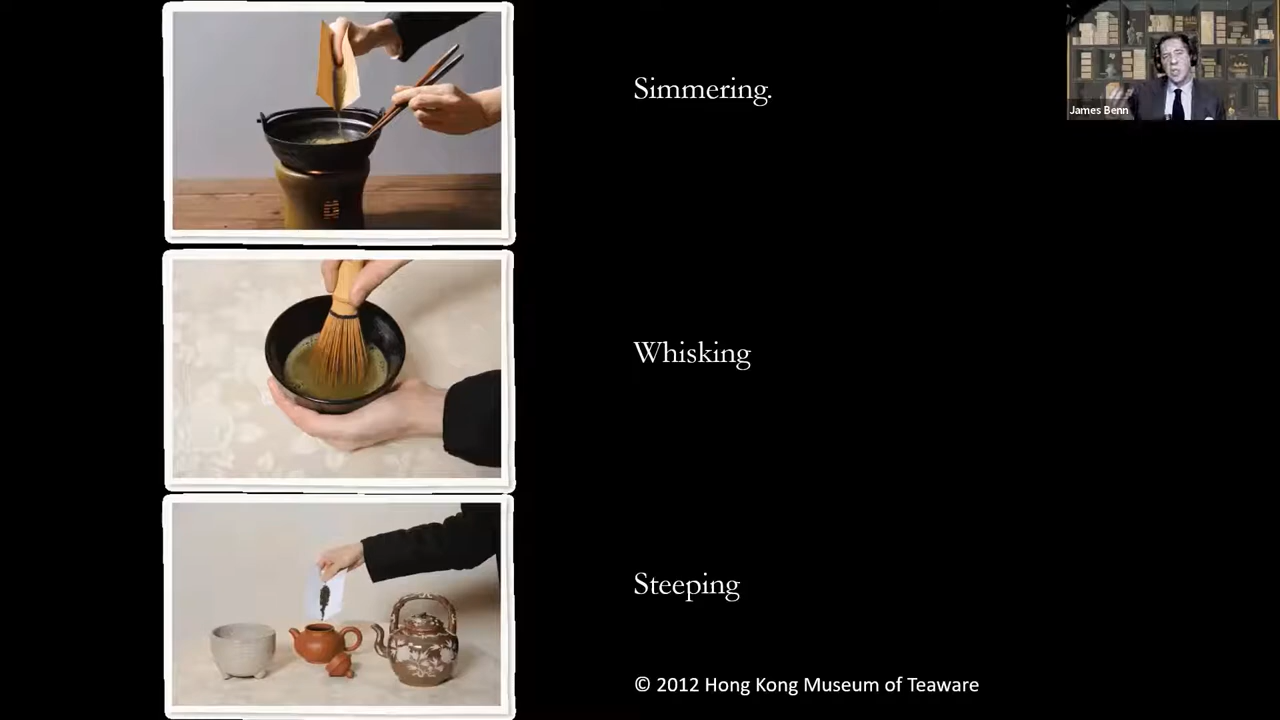 Simmering.
James Benn
Whisking
Steeping
© 2012 Hong Kong Museum of Teaware